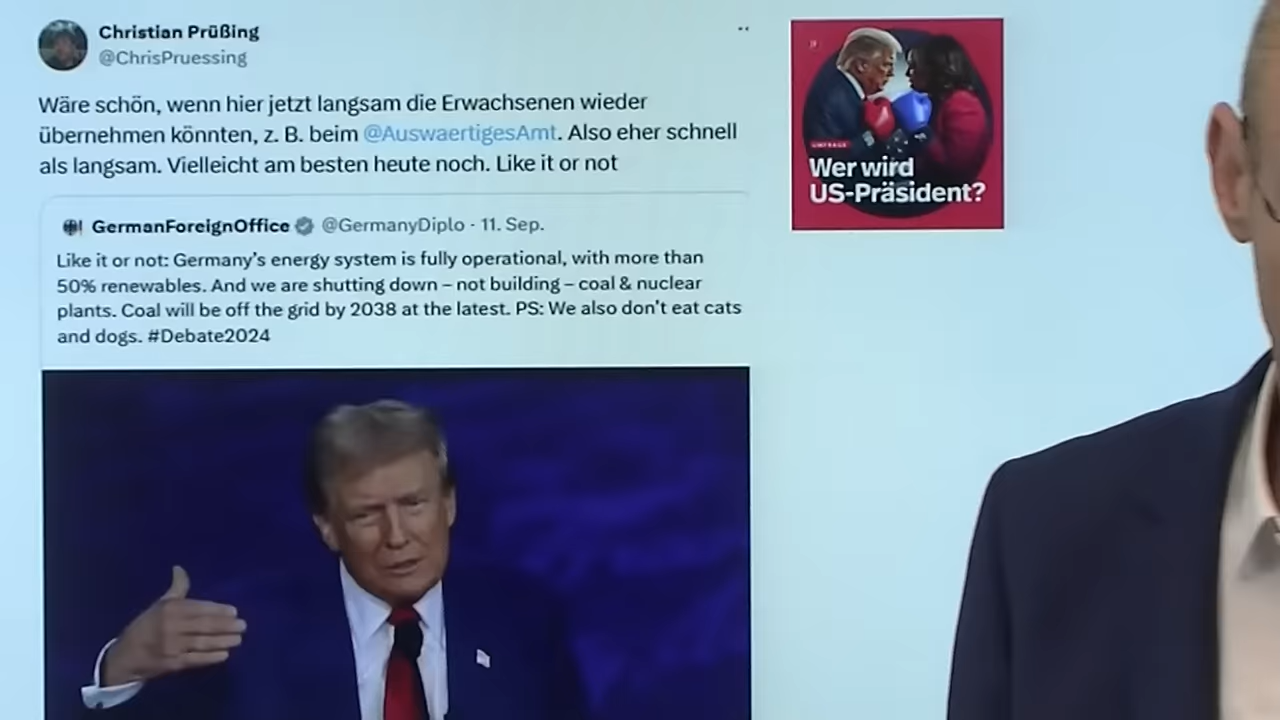 Christian Prüßing
@ChrisPruessing
Wäre schön, wenn hier jetzt langsam die Erwachsenen wieder
übernehmen könnten, z. B. beim @AuswaertigesAmt. Also eher schnell
als langsam. Vielleicht am besten heute noch. Like it or not
GermanForeignOffice @GermanyDiplo · 11. Sep.
Like it or not: Germany's energy system is fully operational, with more than
50% renewables. And we are shutting down – not building – coal & nuclear
plants. Coal will be off the grid by 2038 at the latest. PS: We also don't eat cats
and dogs. #Debate2024
UMFRAGE
Wer wird
US-Präsident?